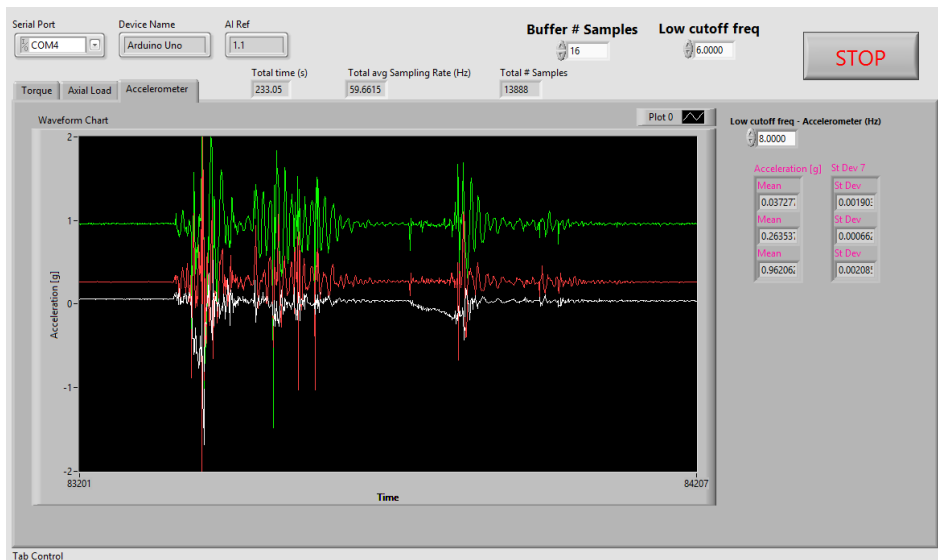 Serial Port
COM4
Device Name
Arduino Uno
AI Ref
1.1
Buffer # Samples
16
Low cutoff freq
6.0000
STOP
Total time (s)
233.05
Total avg Sampling Rate (Hz)
59.6615
Total # Samples
13888
Torque
Axial Load
Accelerometer
Waveform Chart
Plot 0
Low cutoff freq - Accelerometer (Hz)
8.0000
Acceleration [g]
St Dev 7
Mean
St Dev
0.037277
0.00190
Mean
St Dev
0.26353
0.00066
Mean
St Dev
0.96206
0.00208
Acceleration [g]
2
1
0
-1
-2
83201
84207
Time
Tab Control